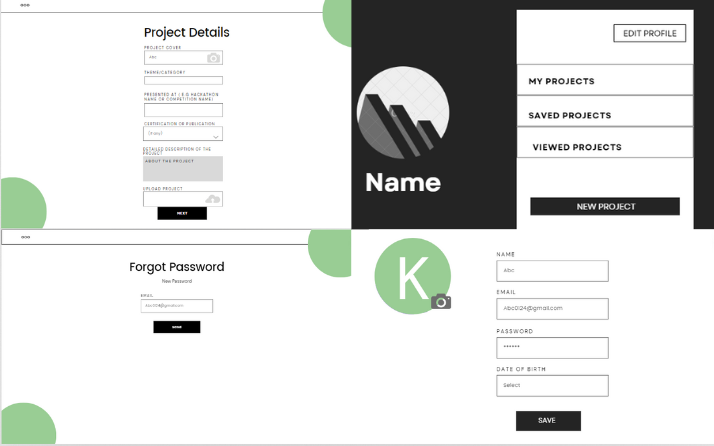 Project Details
PROJECT COVER
Abc
THEME/CATEGORY
PRESENTED AT ( E.G HACKATHON
NAME OR COMPETITION NAME)
CERTIFICATION OR PUBLICATION
(if any)
DETAILED DESCRIPTION OF THE
PROJECT
ABOUT THE PROJECT
UPLOAD PROJECT
NEXT
EDIT PROFILE
MY PROJECTS
SAVED PROJECTS
VIEWED PROJECTS
Name
NEW PROJECT
Forgot Password
New Password
EMAIL
Abc0124@gmail.com
K
NAME
Abc
EMAIL
Abc0124@gmail.com
PASSWORD
******
DATE OF BIRTH
Select
SAVE